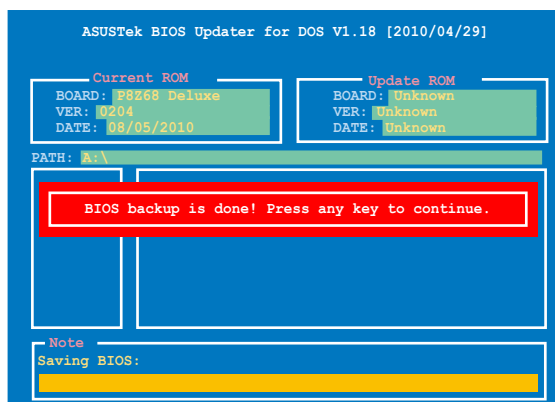 ASUSTek BIOS Updater for DOS V1.18 [2010/04/29]
Current ROM
BOARD: P8Z68 Deluxe
VER: 0204
DATE: 08/05/2010
Update ROM
BOARD: Unknown
VER: Unknown
DATE: Unknown
PATH: A:\
BIOS backup is done! Press any key to continue.
Note
Saving BIOS: